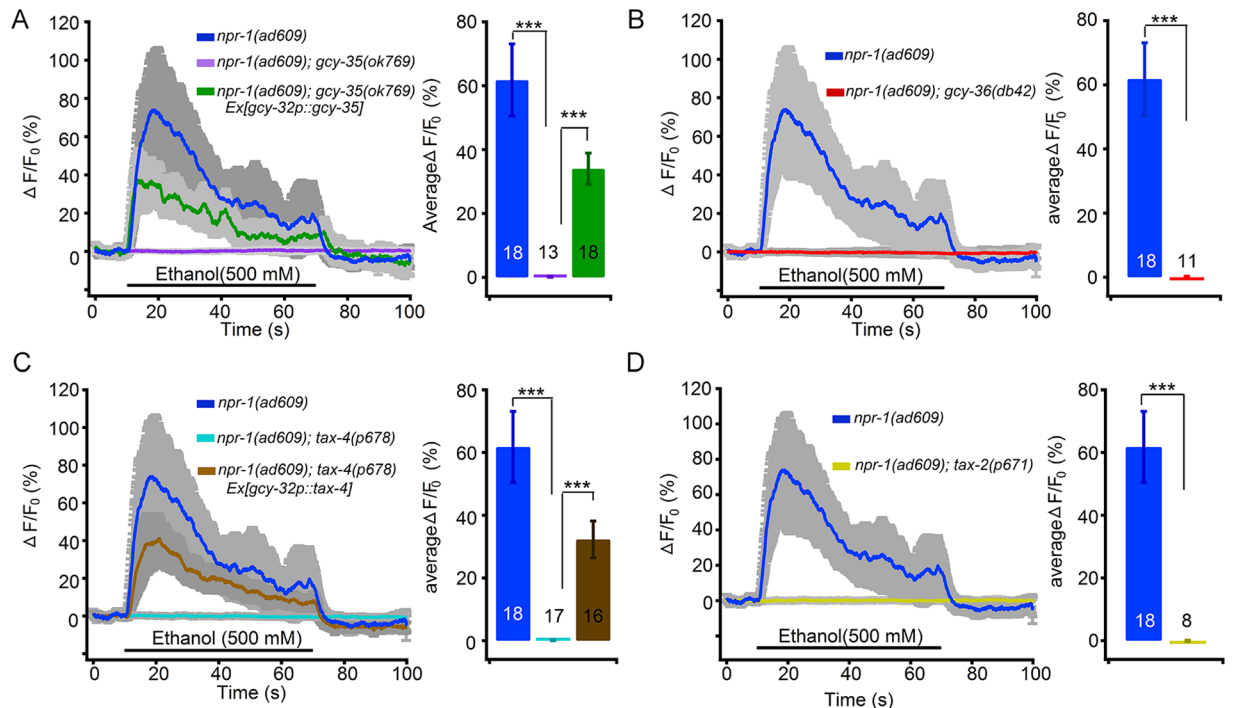 A
120
100
80
60
40
20
0
Δ F/F0 (%)
npr-1(ad609)
npr-1(ad609); gcy-35(ok769)
npr-1(ad609); gcy-35(ok769)
Ex[gcy-32p::gcy-35]
Ethanol(500 mM)
0 20 40 60 80 100
Time (s)
80
60
40
20
0
Average Δ F/F0 (%)
***
***
18
13
18
B
120
100
80
60
40
20
0
Δ F/F0 (%)
npr-1(ad609)
npr-1(ad609); gcy-36(db42)
Ethanol(500 mM)
0 20 40 60 80 100
Time (s)
80
60
40
20
0
average Δ F/F0 (%)
***
18
11
C
120
100
80
60
40
20
0
Δ F/F0 (%)
npr-1(ad609)
npr-1(ad609); tax-4(p678)
npr-1(ad609); tax-4(p678)
Ex[gcy-32p::tax-4]
Ethanol (500 mM)
0 20 40 60 80 100
Time (s)
80
60
40
20
0
average Δ F/F0 (%)
***
***
18
17
16
D
120
100
80
60
40
20
0
Δ F/F0 (%)
npr-1(ad609)
npr-1(ad609); tax-2(p671)
Ethanol(500 mM)
0 20 40 60 80 100
Time (s)
80
60
40
20
0
average Δ F/F0 (%)
***
18
8